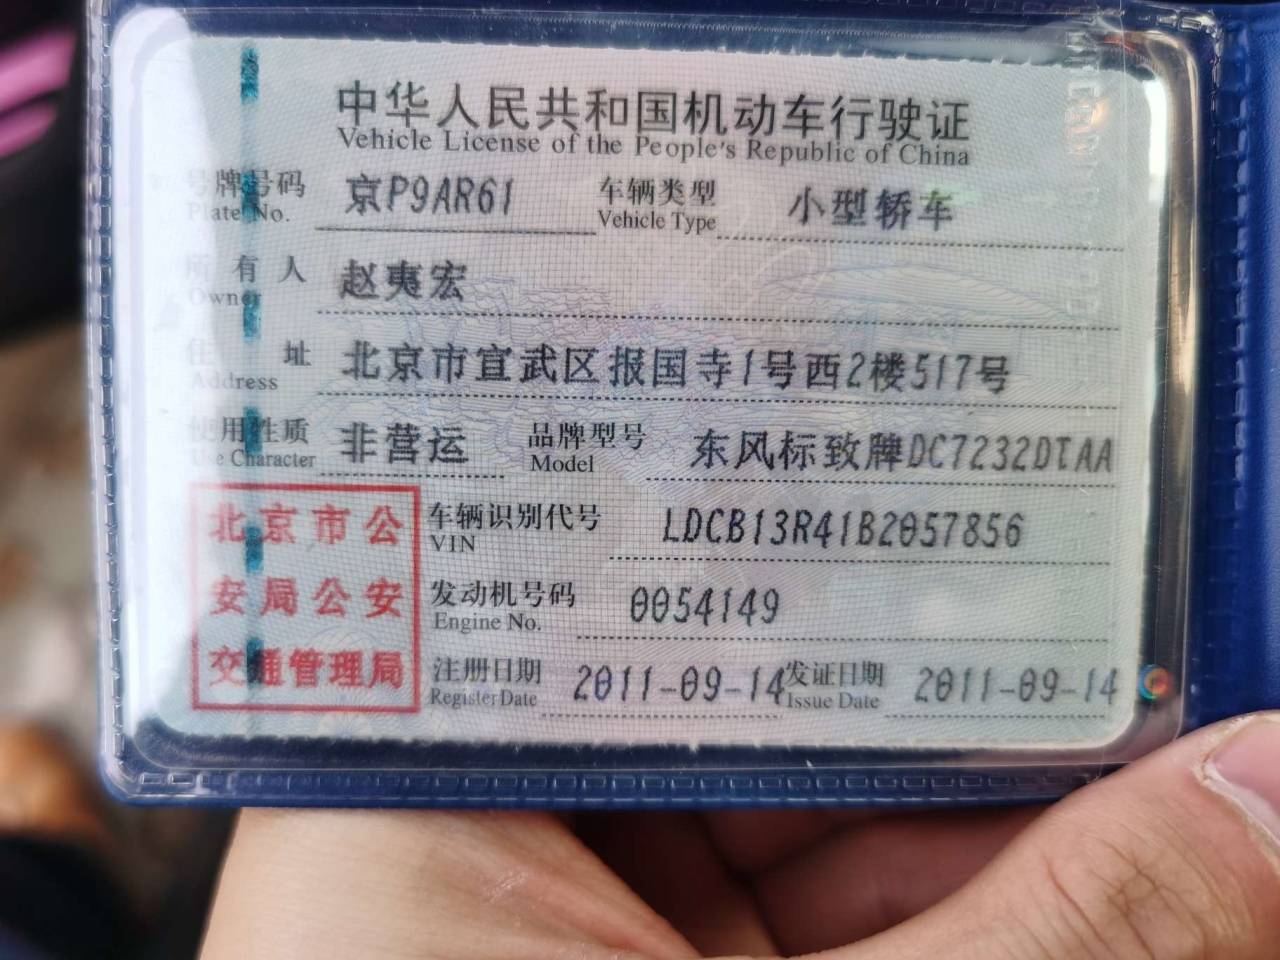 中华人民共和国机动车行驶证
Vehicle License of the People's Republic of China
号牌号码 京P9AR61 车辆类型 小型轿车
Plate No. Vehicle Type
所有人 赵夷宏
Owner
住址 北京市宣武区报国寺1号西2楼517号
Address
使用性质 非营运 品牌型号 东风标致牌DC7232DTAA
Use Character Model
北京市公
安局公安
交通管理局
车辆识别代号 LDCB13R41B2057856
VIN
发动机号码 0054149
Engine No.
注册日期 2011-09-14 发证日期 2011-09-14
Register Date Issue Date